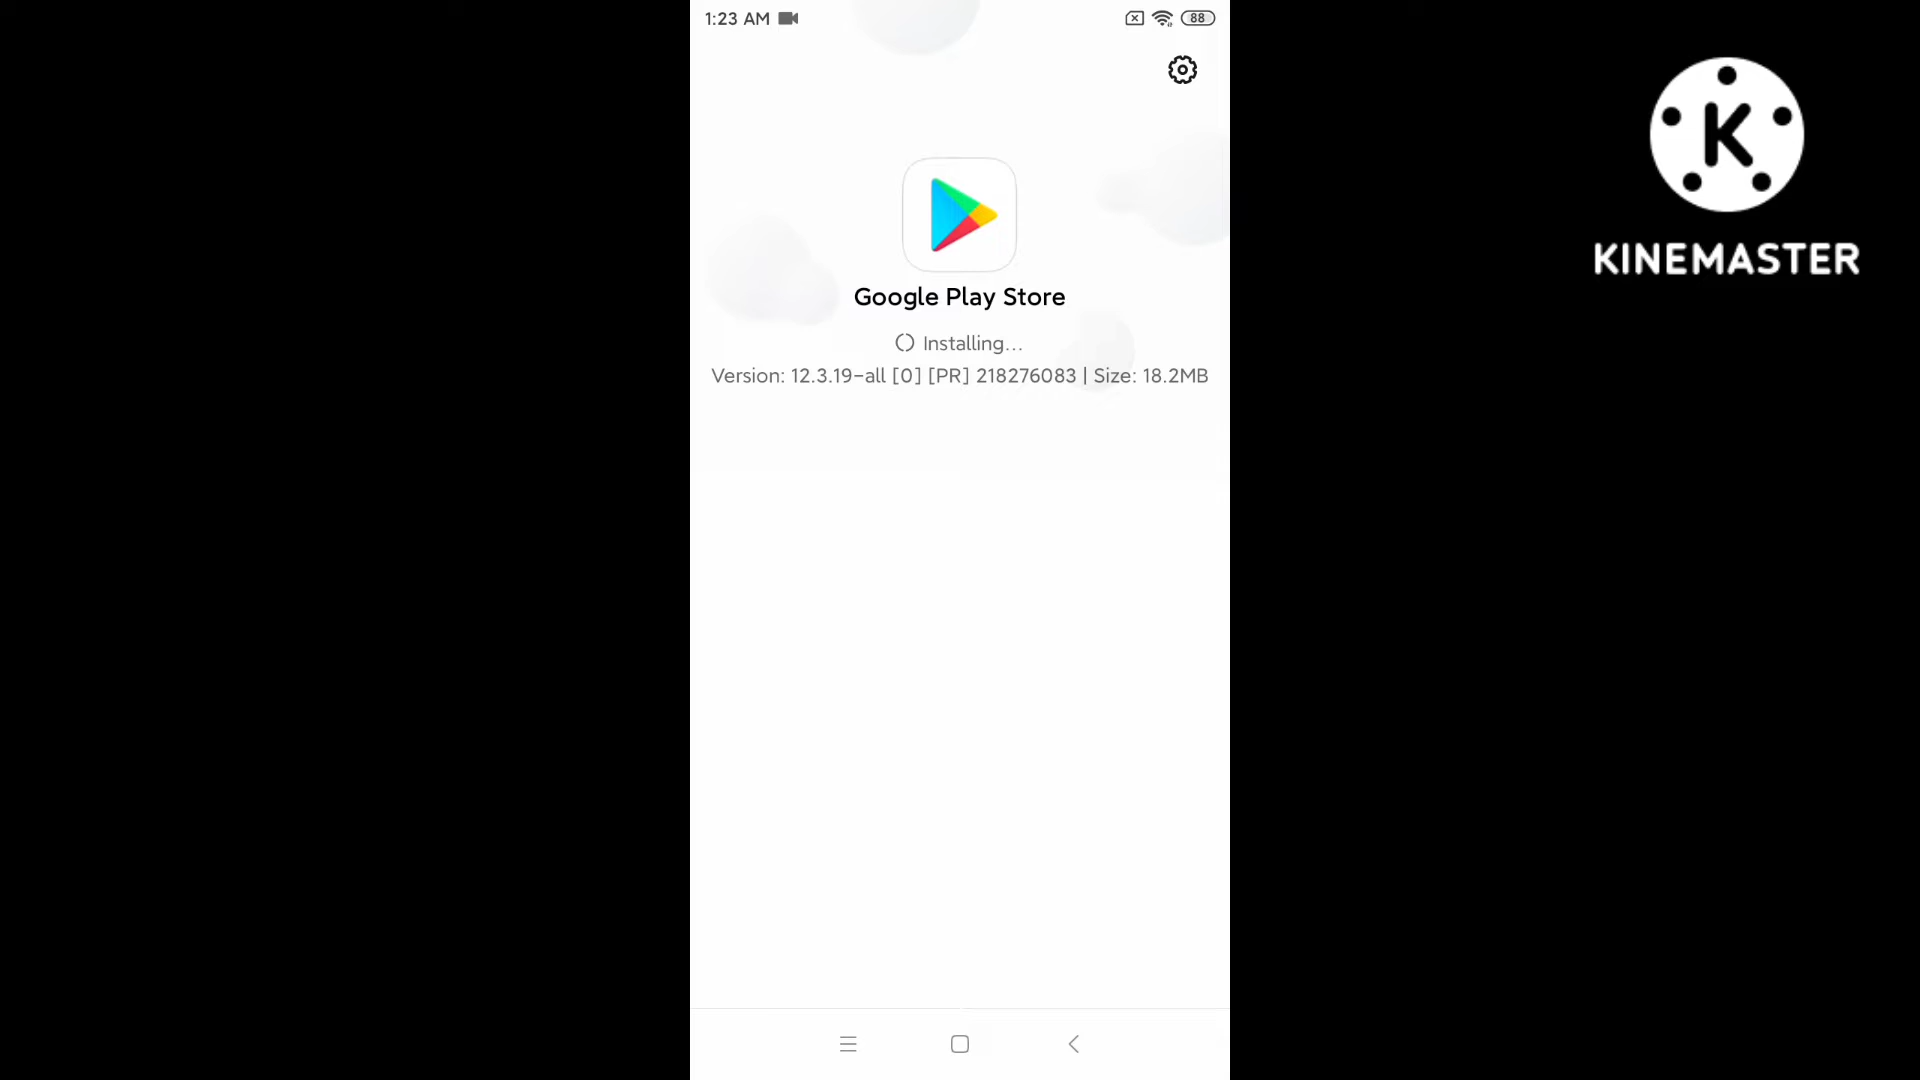 1:23 AM
88
Google Play Store
Installing...
Version: 12.3.19-all [0] [PR] 218276083 | Size: 18.2MB
K
KINEMASTER